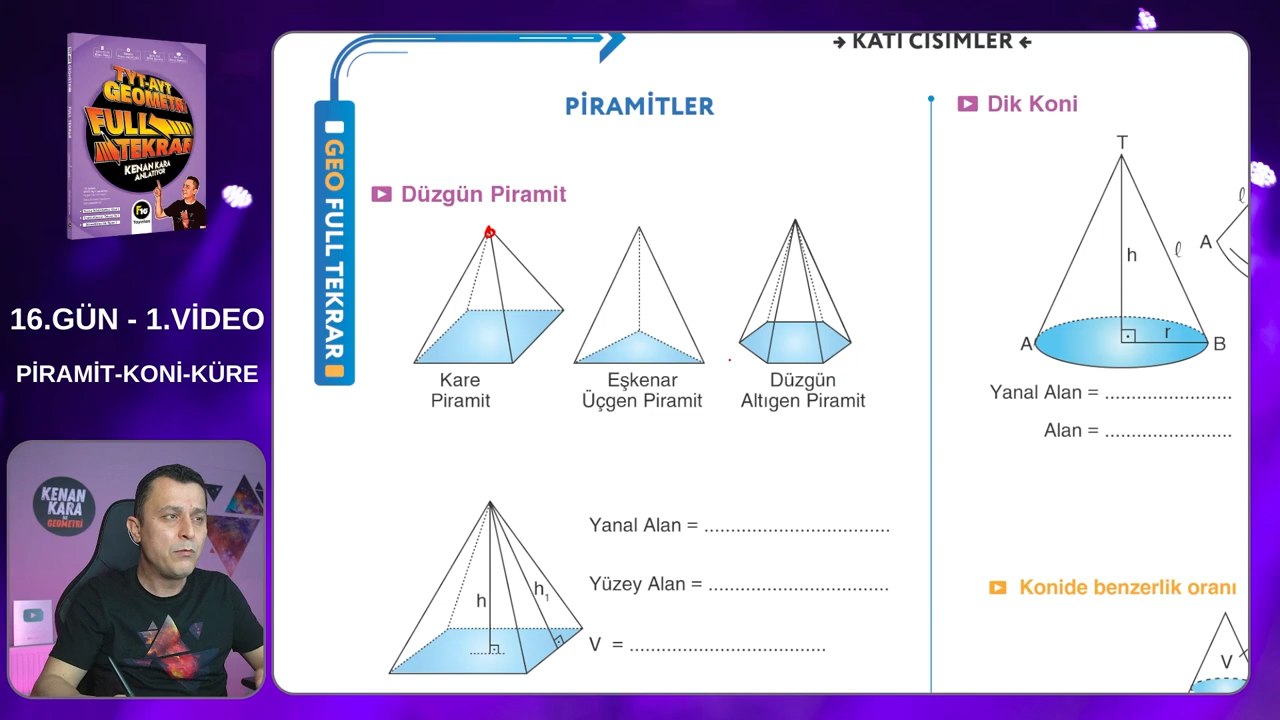 TYT-AYT
GEOMETRİ
FULL
TEKRAR
KENAN KARA
ANLATIYOR
16.GÜN - 1.VİDEO
PİRAMİT-KONİ-KÜRE
KENAN
KARA
GEOMETRİ
GEO FULL TEKRAR
KATI CİSİMLER
PİRAMİTLER
Düzgün Piramit
Kare
Piramit
Eşkenar
Üçgen Piramit
Düzgün
Altıgen Piramit
h
h1
Yanal Alan = ...................................
Yüzey Alan = ..................................
V = .....................................
Dik Koni
T
h
ℓ
A
r
B
ℓ
A
Yanal Alan = ........................
Alan = ........................
Konide benzerlik oranı
V